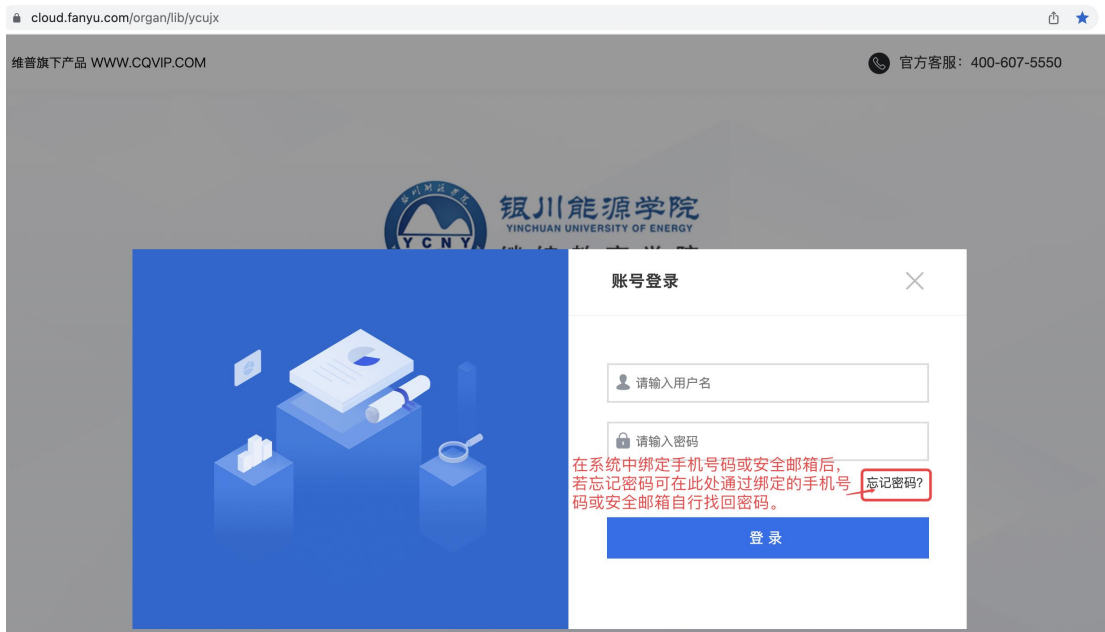 cloud.fanyu.com/organ/lib/ycujx
维普旗下产品 WWW.CQVIP.COM
官方客服：400-607-5550
银川能源学院
YINCHUAN UNIVERSITY OF ENERGY
YCNY
账号登录
请输入用户名
请输入密码
在系统中绑定手机号码或安全邮箱后，
若忘记密码可在此处通过绑定的手机号
码或安全邮箱自行找回密码。
忘记密码?
登 录